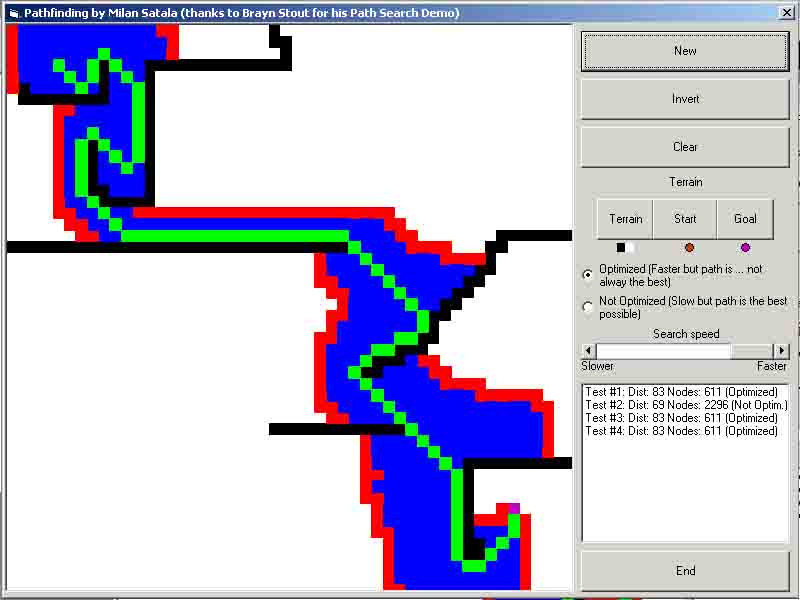 Pathfinding by Milan Satala (thanks to Brayn Stout for his Path Search Demo)
New
Invert
Clear
Terrain
Terrain Start Goal
Optimized (Faster but path is ... not
alway the best)
Not Optimized (Slow but path is the best
possible)
Search speed
Slower Faster
Test #1: Dist: 83 Nodes: 611 (Optimized)
Test #2: Dist: 69 Nodes: 2296 (Not Optim.)
Test #3: Dist: 83 Nodes: 611 (Optimized)
Test #4: Dist: 83 Nodes: 611 (Optimized)
End